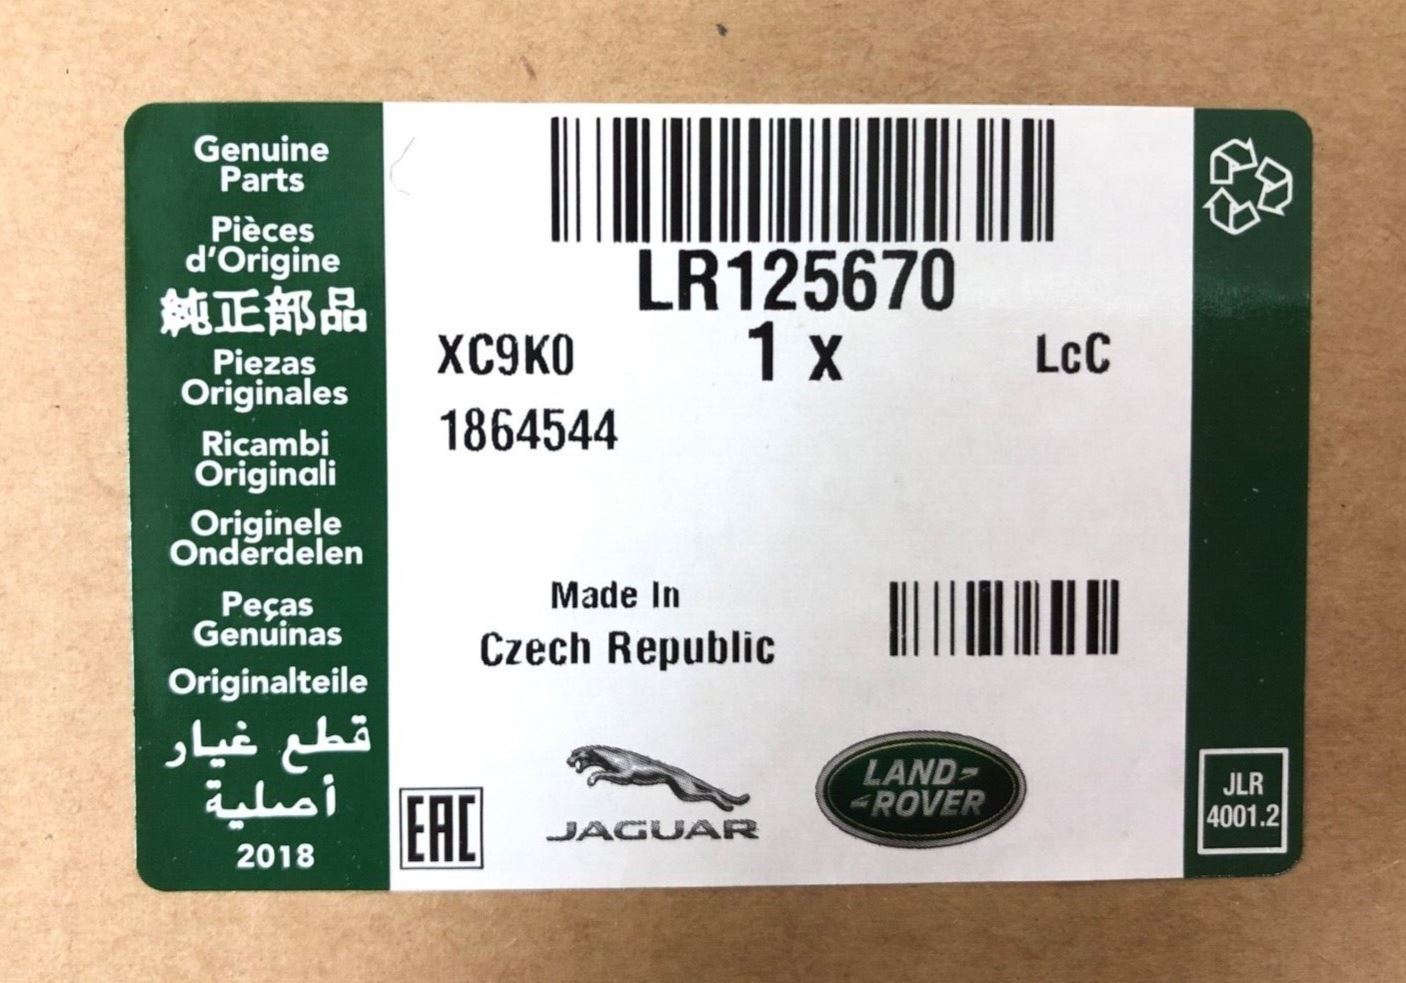 Genuine
Parts
Pièces
d'Origine
純正部品
Piezas
Originales
Ricambi
Originali
Originele
Onderdelen
Peças
Genuinas
Originalteile
قطع غيار
أصلية
2018
LR125670
XC9K0 1 x LcC
1864544
Made In
Czech Republic
EAC
JAGUAR
LAND-
-ROVER
JLR
4001.2